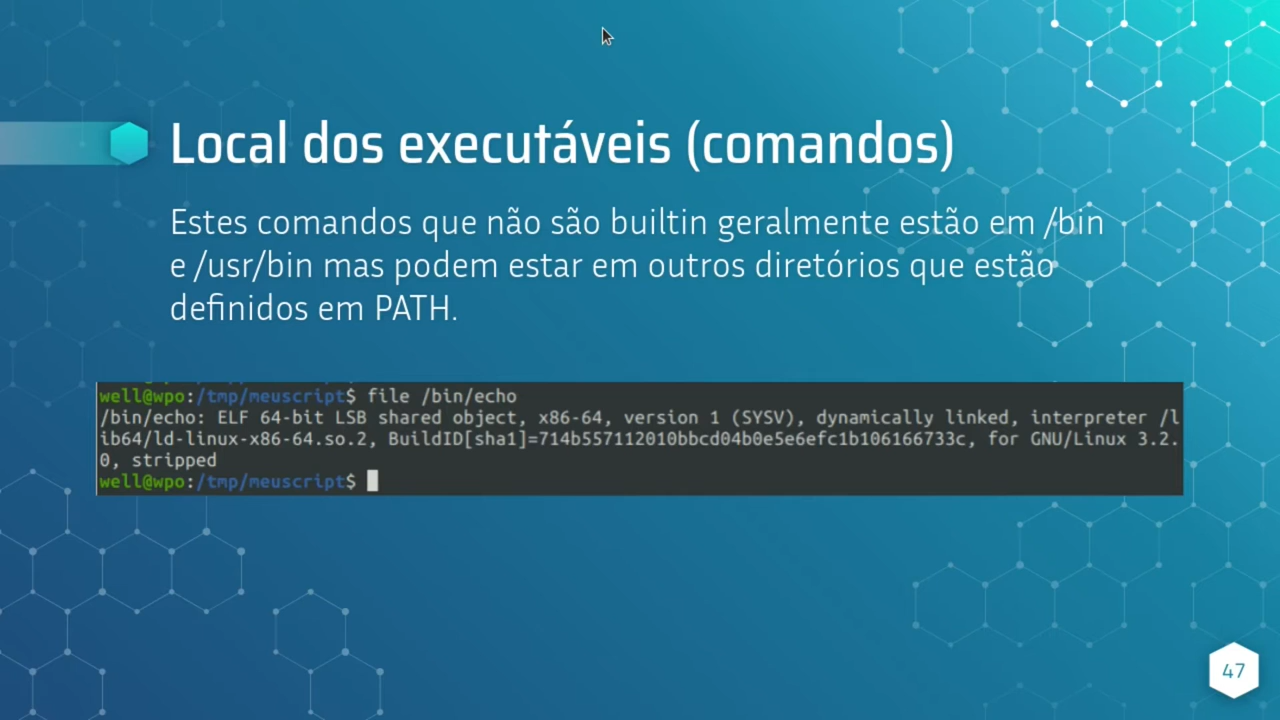 Local dos executáveis (comandos)
Estes comandos que não são builtin geralmente estão em /bin
e /usr/bin mas podem estar em outros diretórios que estão
definidos em PATH.
well@wpo:/tmp/meuscript$ file /bin/echo
/bin/echo: ELF 64-bit LSB shared object, x86-64, version 1 (SYSV), dynamically linked, interpreter /l
ib64/ld-linux-x86-64.so.2, BuildID[sha1]=714b557112010bbcd04b0e5e6efc1b106166733c, for GNU/Linux 3.2.
0, stripped
well@wpo:/tmp/meuscript$
47